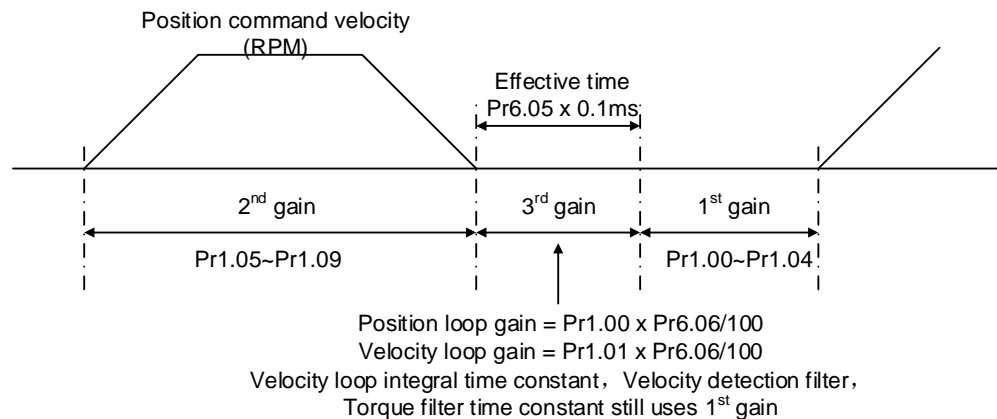 Position command velocity
(RPM)
Effective time
Pr6.05 x 0.1ms
2nd gain
3rd gain
1st gain
Pr1.05~Pr1.09
Pr1.00~Pr1.04
Position loop gain = Pr1.00 x Pr6.06/100
Velocity loop gain = Pr1.01 x Pr6.06/100
Velocity loop integral time constant，Velocity detection filter，
Torque filter time constant still uses 1st gain